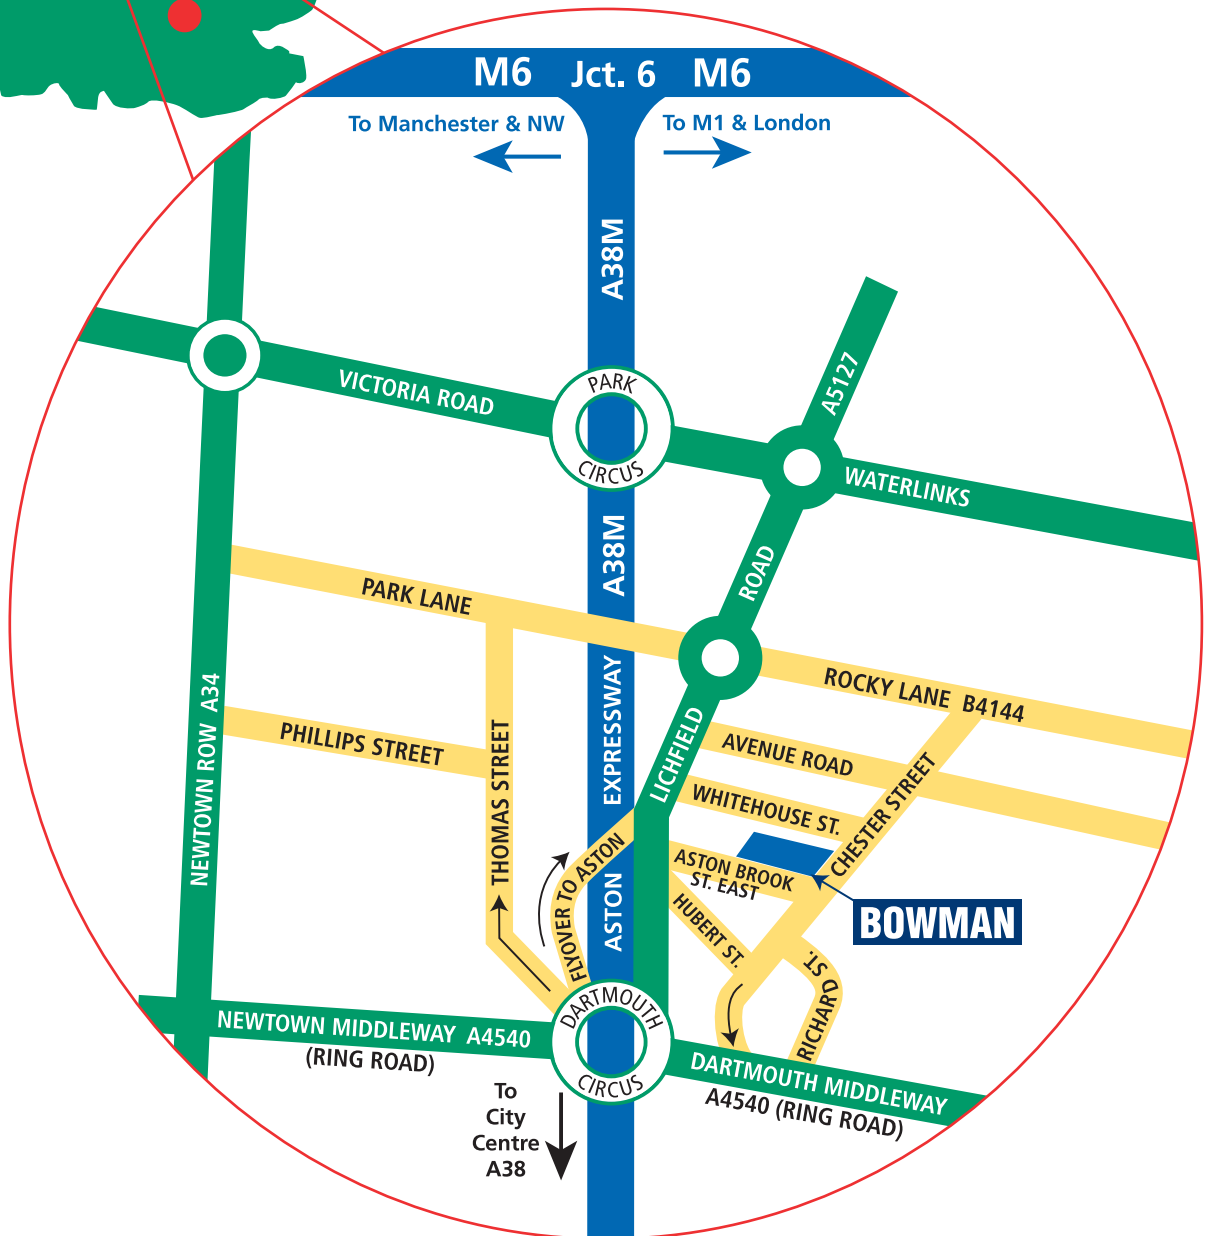 M6 Jct. 6 M6
To Manchester & NW
To M1 & London
A38M
A5127
VICTORIA ROAD
PARK
CIRCUS
WATERLINKS
A38M
ROAD
PARK LANE
ROCKY LANE B4144
NEWTOWN ROW A34
PHILLIPS STREET
THOMAS STREET
ASTON EXPRESSWAY
LICHFIELD
AVENUE ROAD
WHITEHOUSE ST.
CHESTER STREET
FLYOVER TO ASTON
ASTON BROOK
ST. EAST
HUBERT ST.
BOWMAN
RICHARD ST.
DARTMOUTH
CIRCUS
NEWTOWN MIDDLEWAY A4540
(RING ROAD)
DARTMOUTH MIDDLEWAY
A4540 (RING ROAD)
To
City
Centre
A38